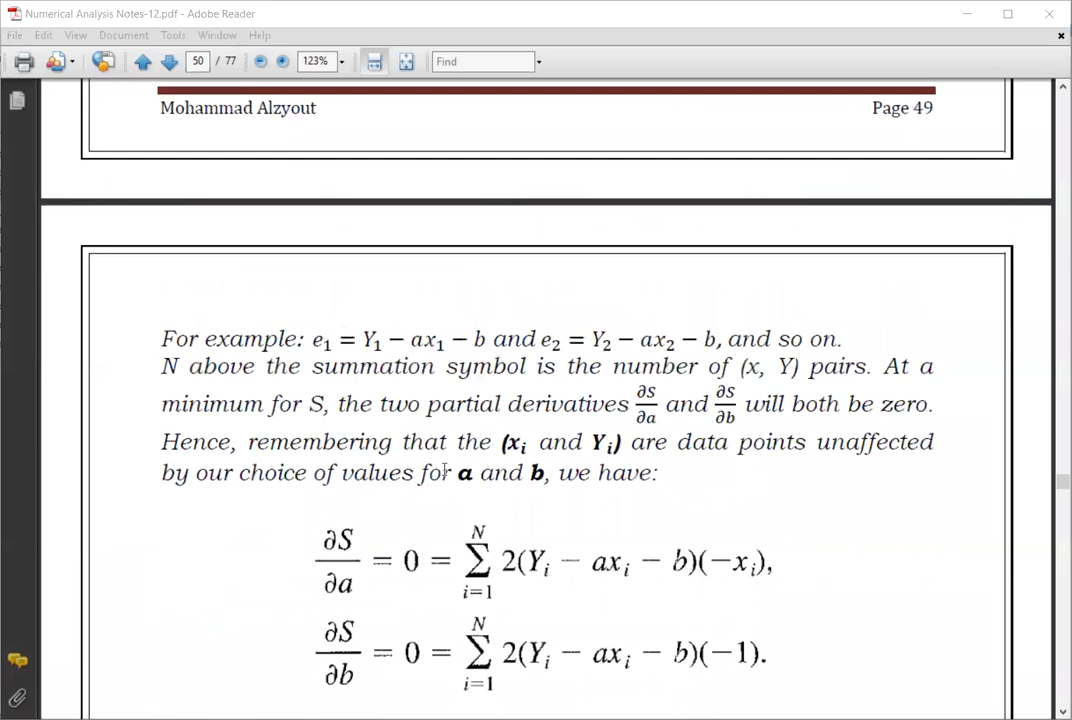 Numerical Analysis Notes-12.pdf - Adobe Reader
File Edit View Document Tools Window Help
50 / 77 123% Find
Mohammad Alzyout Page 49
For example: e₁ = Y₁ − ax₁ − b and e₂ = Y₂ − ax₂ − b, and so on.
N above the summation symbol is the number of (x, Y) pairs. At a
minimum for S, the two partial derivatives ∂S/∂a and ∂S/∂b will both be zero.
Hence, remembering that the (xᵢ and Yᵢ) are data points unaffected
by our choice of values for a and b, we have:
∂S/∂a = 0 = ∑_{i=1}^{N} 2(Yᵢ − axᵢ − b)(−xᵢ),
∂S/∂b = 0 = ∑_{i=1}^{N} 2(Yᵢ − axᵢ − b)(−1).